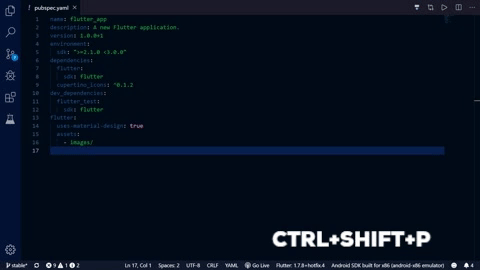 pubspec.yaml
1 name: flutter_app
2 description: A new Flutter application.
3 version: 1.0.0+1
4 environment:
5 sdk: ">=2.1.0 <3.0.0"
6 dependencies:
7 flutter:
8 sdk: flutter
9 cupertino_icons: ^0.1.2
10 dev_dependencies:
11 flutter_test:
12 sdk: flutter
13 flutter:
14 uses-material-design: true
15 assets:
16 - images/
17
CTRL+SHIFT+P
stable* 9 1 2 Ln 17, Col 1 Spaces: 2 UTF-8 CRLF YAML Go Live Flutter: 1.7.8+hotfix.4 Android SDK built for x86 (android-x86 emulator) 4